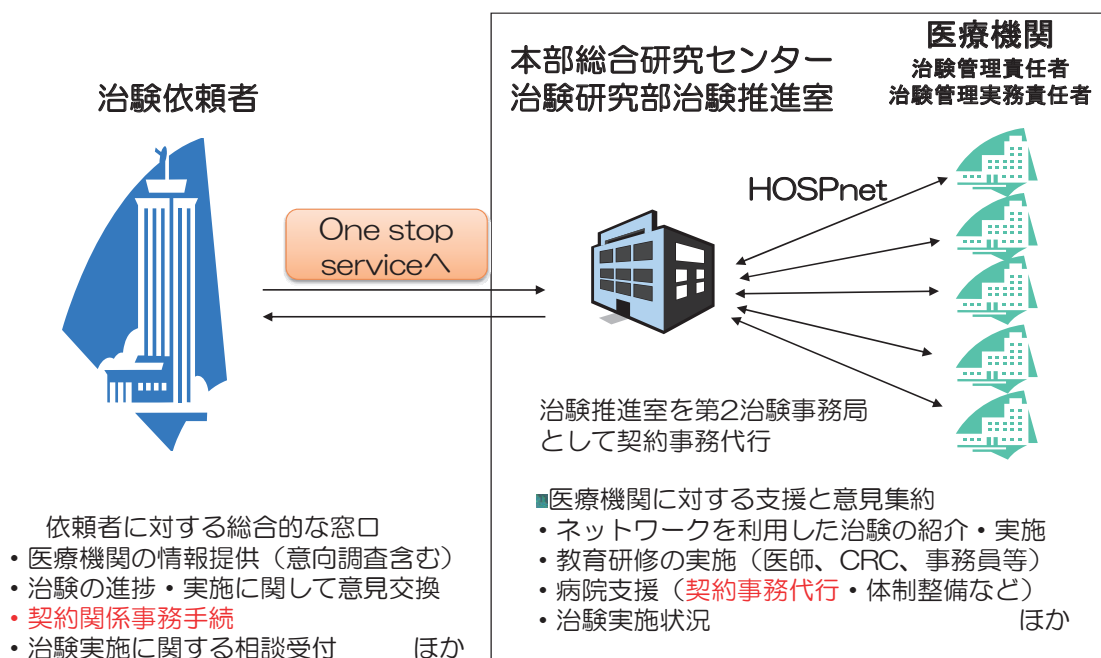 治験依頼者
One stop
serviceへ
本部総合研究センター
治験研究部治験推進室
医療機関
治験管理責任者
治験管理実務責任者
HOSPnet
治験推進室を第2治験事務局
として契約事務代行
依頼者に対する総合的な窓口
・医療機関の情報提供（意向調査含む）
・治験の進捗・実施に関して意見交換
・契約関係事務手続
・治験実施に関する相談受付　　　ほか
■医療機関に対する支援と意見集約
・ネットワークを利用した治験の紹介・実施
・教育研修の実施（医師、CRC、事務員等）
・病院支援（契約事務代行・体制整備など）
・治験実施状況　　　ほか